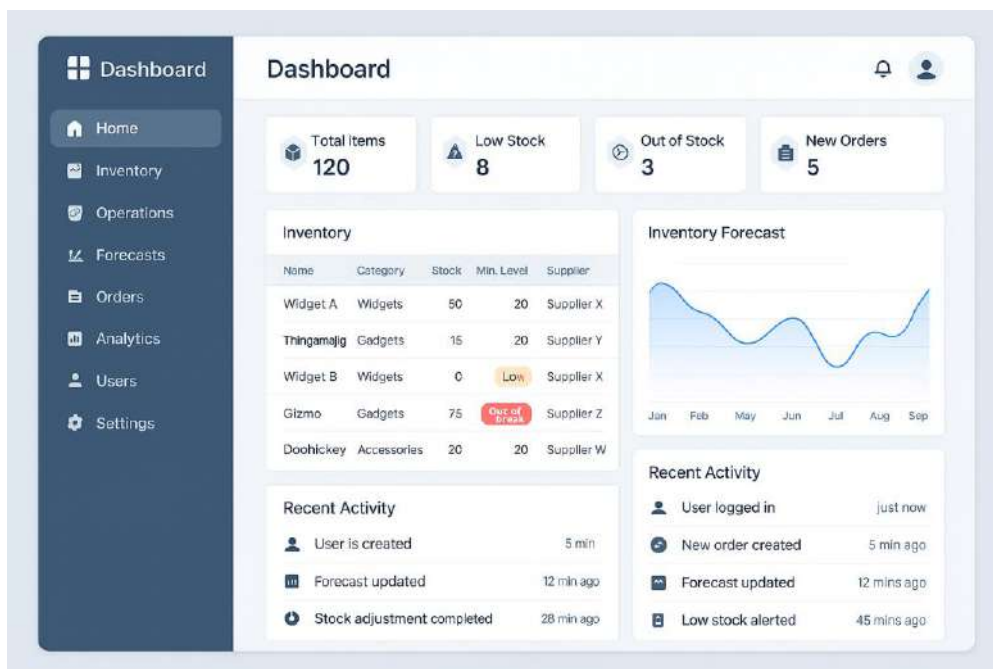 Dashboard
Home
Inventory
Operations
Forecasts
Orders
Analytics
Users
Settings
Dashboard
Total items
120
Low Stock
8
Out of Stock
3
New Orders
5
Inventory
Name Category Stock Min. Level Supplier
Widget A Widgets 50 20 Supplier X
Thingamajig Gadgets 15 20 Supplier Y
Widget B Widgets 0 Low Supplier X
Gizmo Gadgets 75 Out of break Supplier Z
Doohickey Accessories 20 20 Supplier W
Inventory Forecast
Jan Feb May Jun Jul Aug Sep
Recent Activity
User is created 5 min
Forecast updated 12 min ago
Stock adjustment completed 28 min ago
Recent Activity
User logged in just now
New order created 5 min ago
Forecast updated 12 mins ago
Low stock alerted 45 mins ago